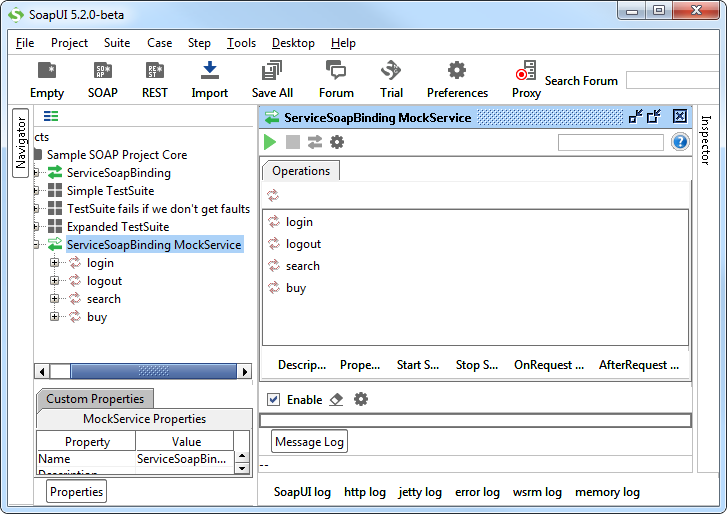 SoapUI 5.2.0-beta
File Project Suite Case Step Tools Desktop Help
SO AP RE ST
Empty SOAP REST Import Save All Forum Trial Preferences Proxy Search Forum
Navigator
cts
Sample SOAP Project Core
ServiceSoapBinding
Simple TestSuite
TestSuite fails if we don't get faults
Expanded TestSuite
ServiceSoapBinding MockService
login
logout
search
buy
Custom Properties
MockService Properties
Property Value
Name ServiceSoapBin...
Description
Properties
ServiceSoapBinding MockService
?
Operations
login
logout
search
buy
Descrip... Prope... Start S... Stop S... OnRequest ... AfterRequest ...
Enable
Message Log
--
SoapUI log http log jetty log error log wsrm log memory log
Inspector